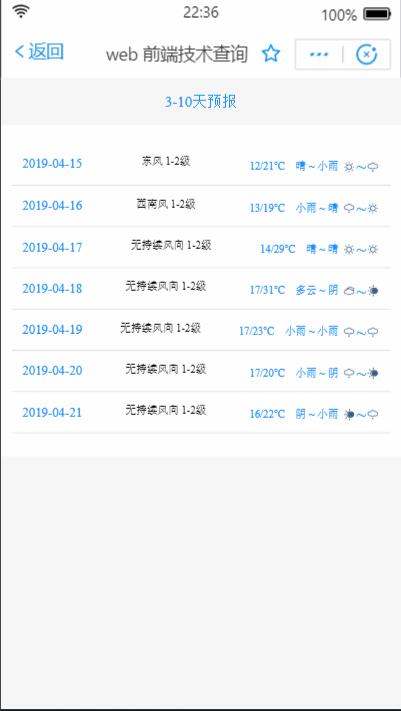 22:36
100%
返回
web 前端技术查询
3-10天预报
2019-04-15 东风 1-2级 12/21℃ 晴～小雨
2019-04-16 西南风 1-2级 13/19℃ 小雨～晴
2019-04-17 无持续风向 1-2级 14/29℃ 晴～晴
2019-04-18 无持续风向 1-2级 17/31℃ 多云～阴
2019-04-19 无持续风向 1-2级 17/23℃ 小雨～小雨
2019-04-20 无持续风向 1-2级 17/20℃ 小雨～阴
2019-04-21 无持续风向 1-2级 16/22℃ 阴～小雨